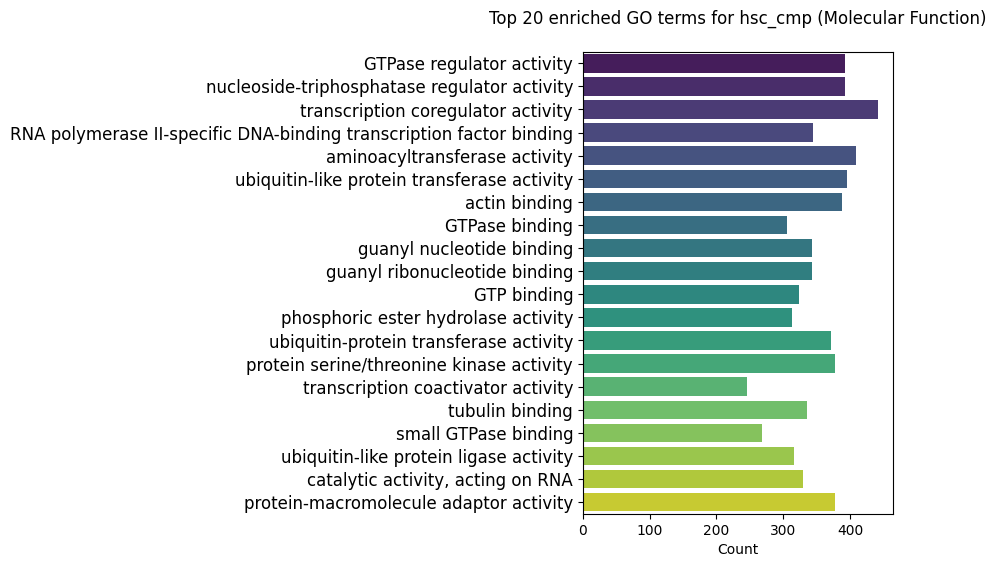 Top 20 enriched GO terms for hsc_cmp (Molecular Function)
GTPase regulator activity
nucleoside-triphosphatase regulator activity
transcription coregulator activity
RNA polymerase II-specific DNA-binding transcription factor binding
aminoacyltransferase activity
ubiquitin-like protein transferase activity
actin binding
GTPase binding
guanyl nucleotide binding
guanyl ribonucleotide binding
GTP binding
phosphoric ester hydrolase activity
ubiquitin-protein transferase activity
protein serine/threonine kinase activity
transcription coactivator activity
tubulin binding
small GTPase binding
ubiquitin-like protein ligase activity
catalytic activity, acting on RNA
protein-macromolecule adaptor activity
0 100 200 300 400
Count